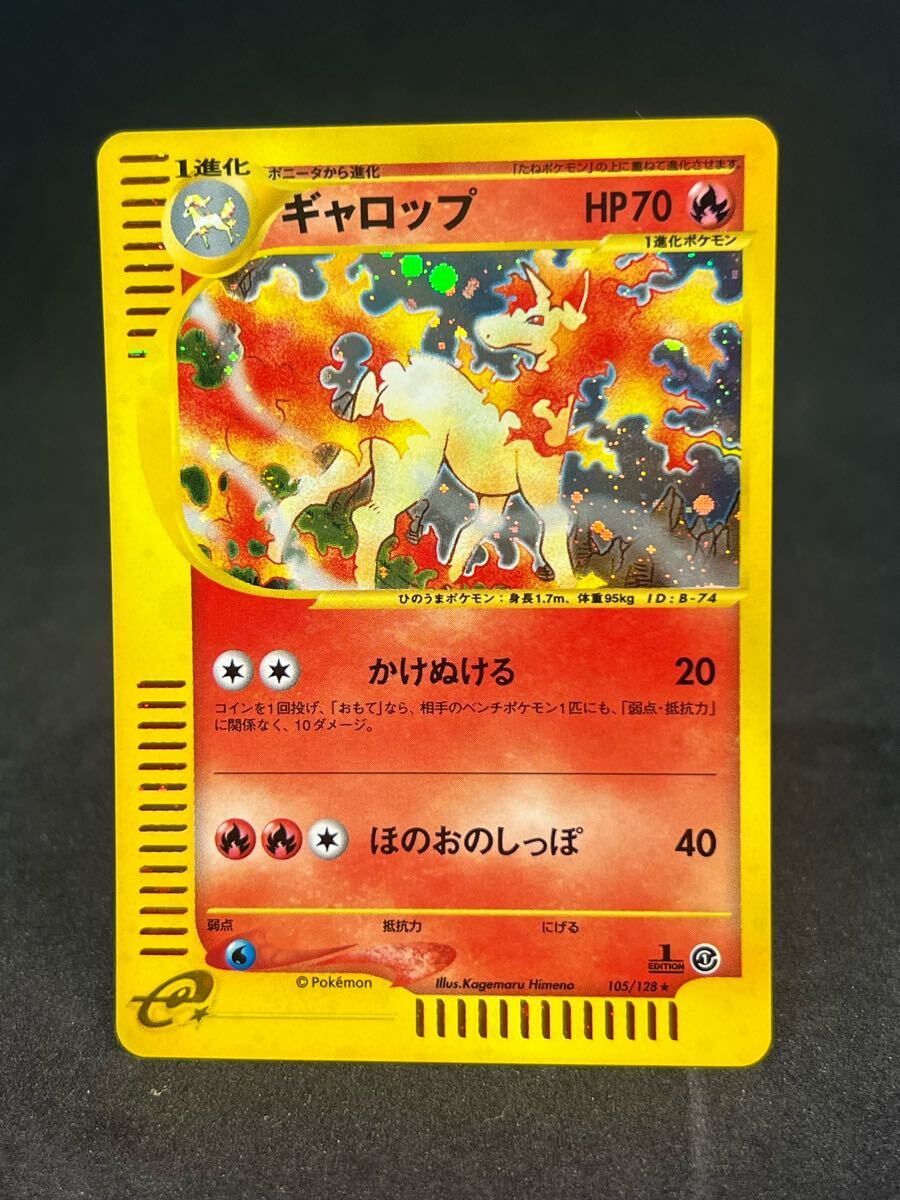 1進化
ポニータから進化
「たねポケモン」の上に重ねて進化させます。
ギャロップ
HP70
1進化ポケモン
ひのうまポケモン：身長1.7m、体重95kg ID:B-74
かけぬける 20
コインを1回投げ、「おもて」なら、相手のベンチポケモン1匹にも、「弱点・抵抗力」
に関係なく、10ダメージ。
ほのおのしっぽ 40
弱点 抵抗力 にげる
1 EDITION
©Pokémon Illus.Kagemaru Himeno 105/128★
e